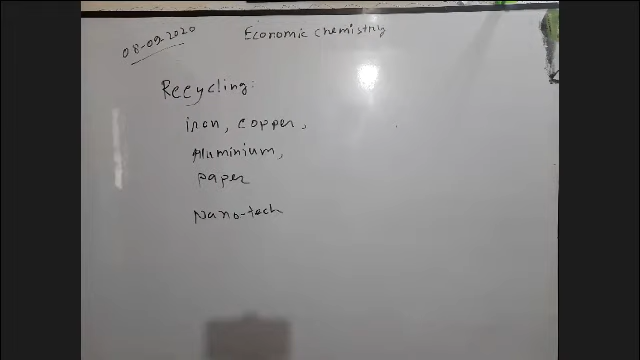 08-09-2020
Economic chemistry
Recycling:
iron, copper,
Aluminium,
paper
Nano-tech